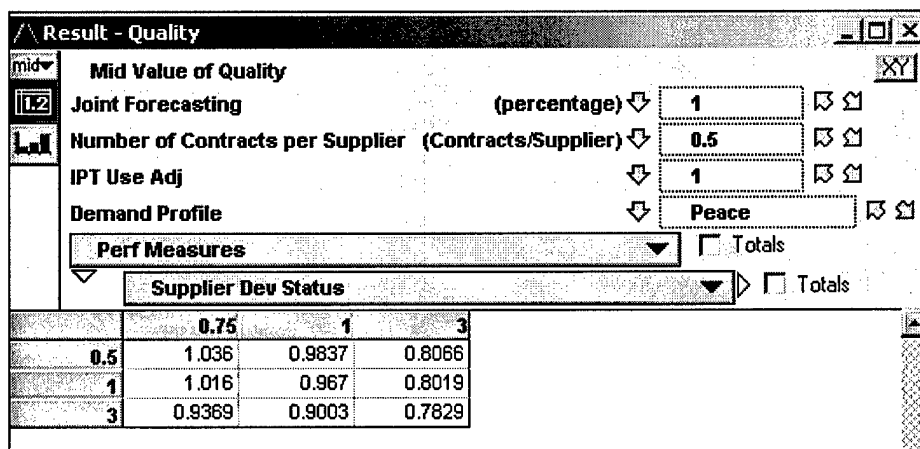 Result - Quality
mid
Mid Value of Quality
XY
1.2
Joint Forecasting (percentage) 1
Number of Contracts per Supplier (Contracts/Supplier) 0.5
IPT Use Adj 1
Demand Profile Peace
Perf Measures Totals
Supplier Dev Status Totals
0.75 1 3
0.5 1.036 0.9837 0.8066
1 1.016 0.967 0.8019
3 0.9369 0.9003 0.7829